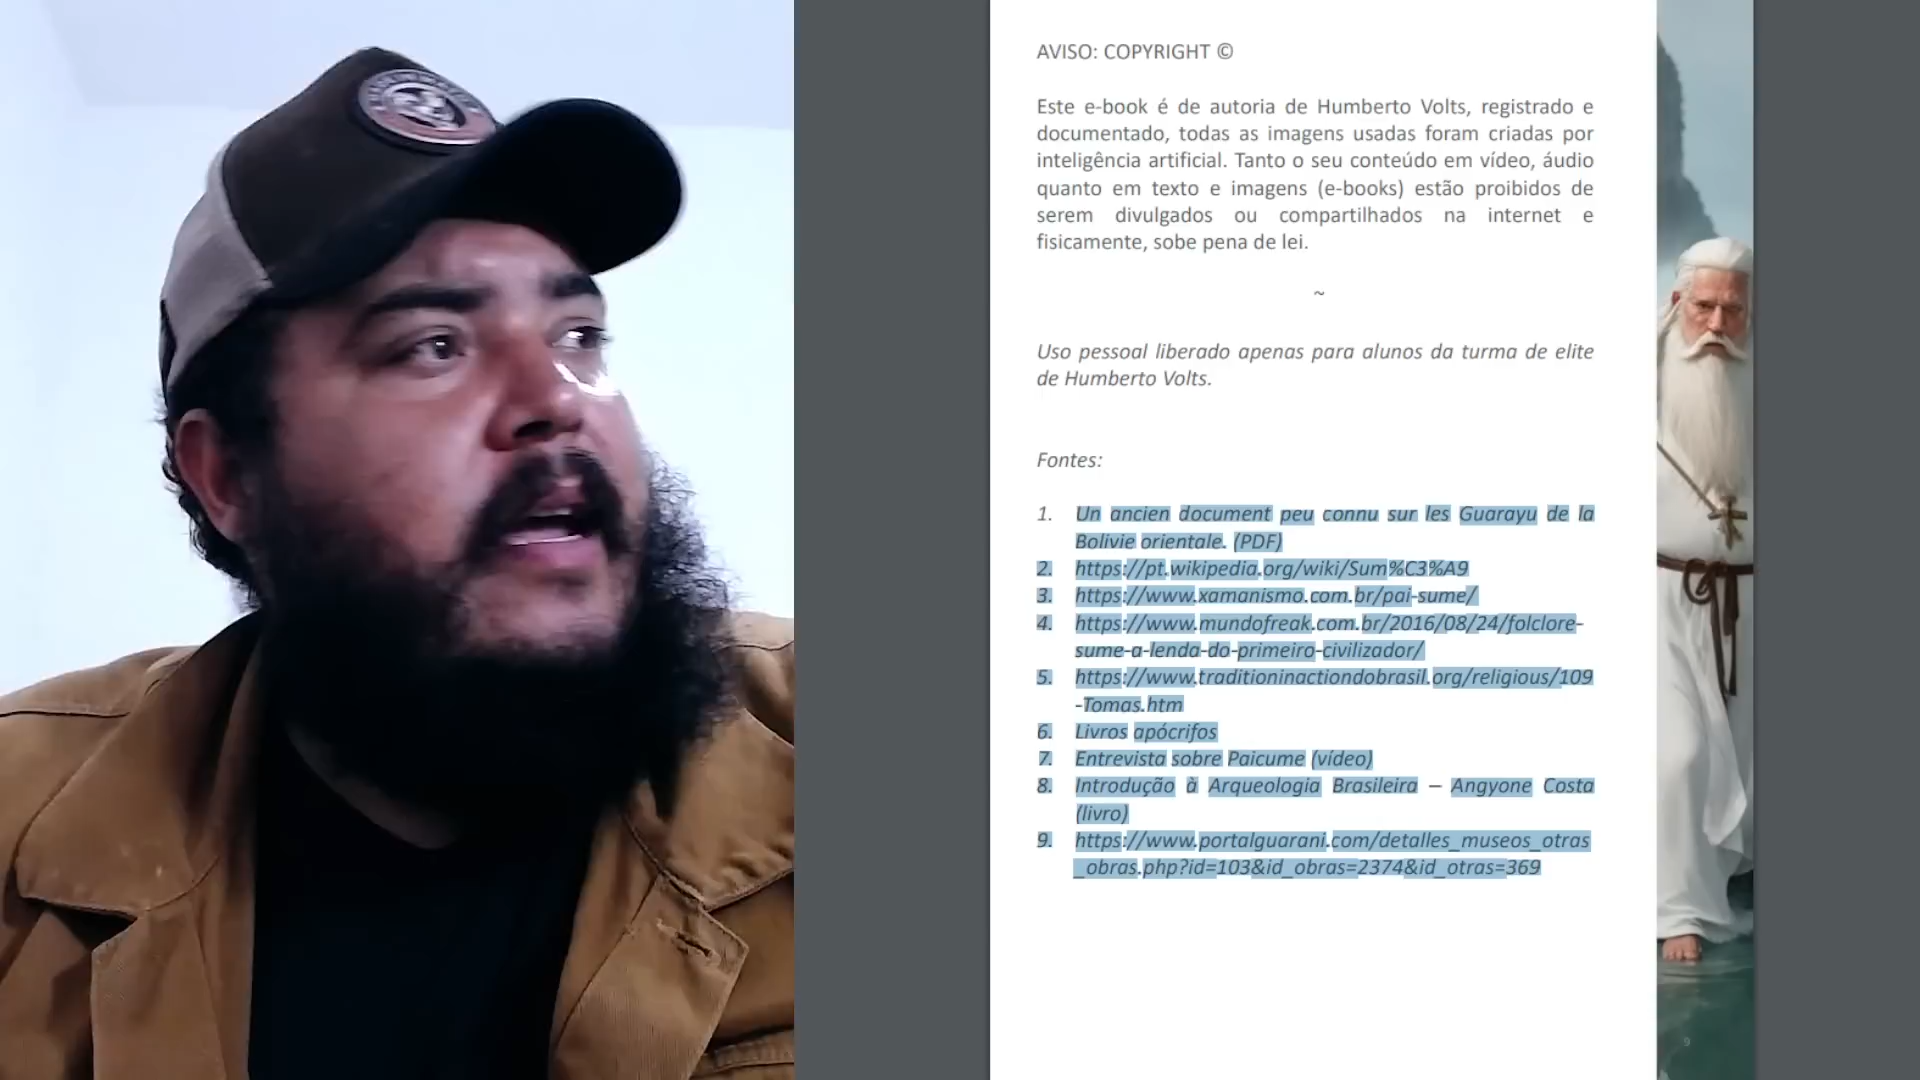 AVISO: COPYRIGHT ©
Este e-book é de autoria de Humberto Volts, registrado e
documentado, todas as imagens usadas foram criadas por
inteligência artificial. Tanto o seu conteúdo em vídeo, áudio
quanto em texto e imagens (e-books) estão proibidos de
serem divulgados ou compartilhados na internet e
fisicamente, sobe pena de lei.
~
Uso pessoal liberado apenas para alunos da turma de elite
de Humberto Volts.
Fontes:
1. Un ancien document peu connu sur les Guarayu de la
Bolivie orientale. (PDF)
2. https://pt.wikipedia.org/wiki/Sum%C3%A9
3. https://www.xamanismo.com.br/pai-sume/
4. https://www.mundofreak.com.br/2016/08/24/folclore-
sume-a-lenda-do-primeiro-civilizador/
5. https://www.traditioninactiondobrasil.org/religious/109
-Tomas.htm
6. Livros apócrifos
7. Entrevista sobre Paicume (vídeo)
8. Introdução à Arqueologia Brasileira – Angyone Costa
(livro)
9. https://www.portalguarani.com/detalles_museos_otras
_obras.php?id=103&id_obras=2374&id_otras=369
9